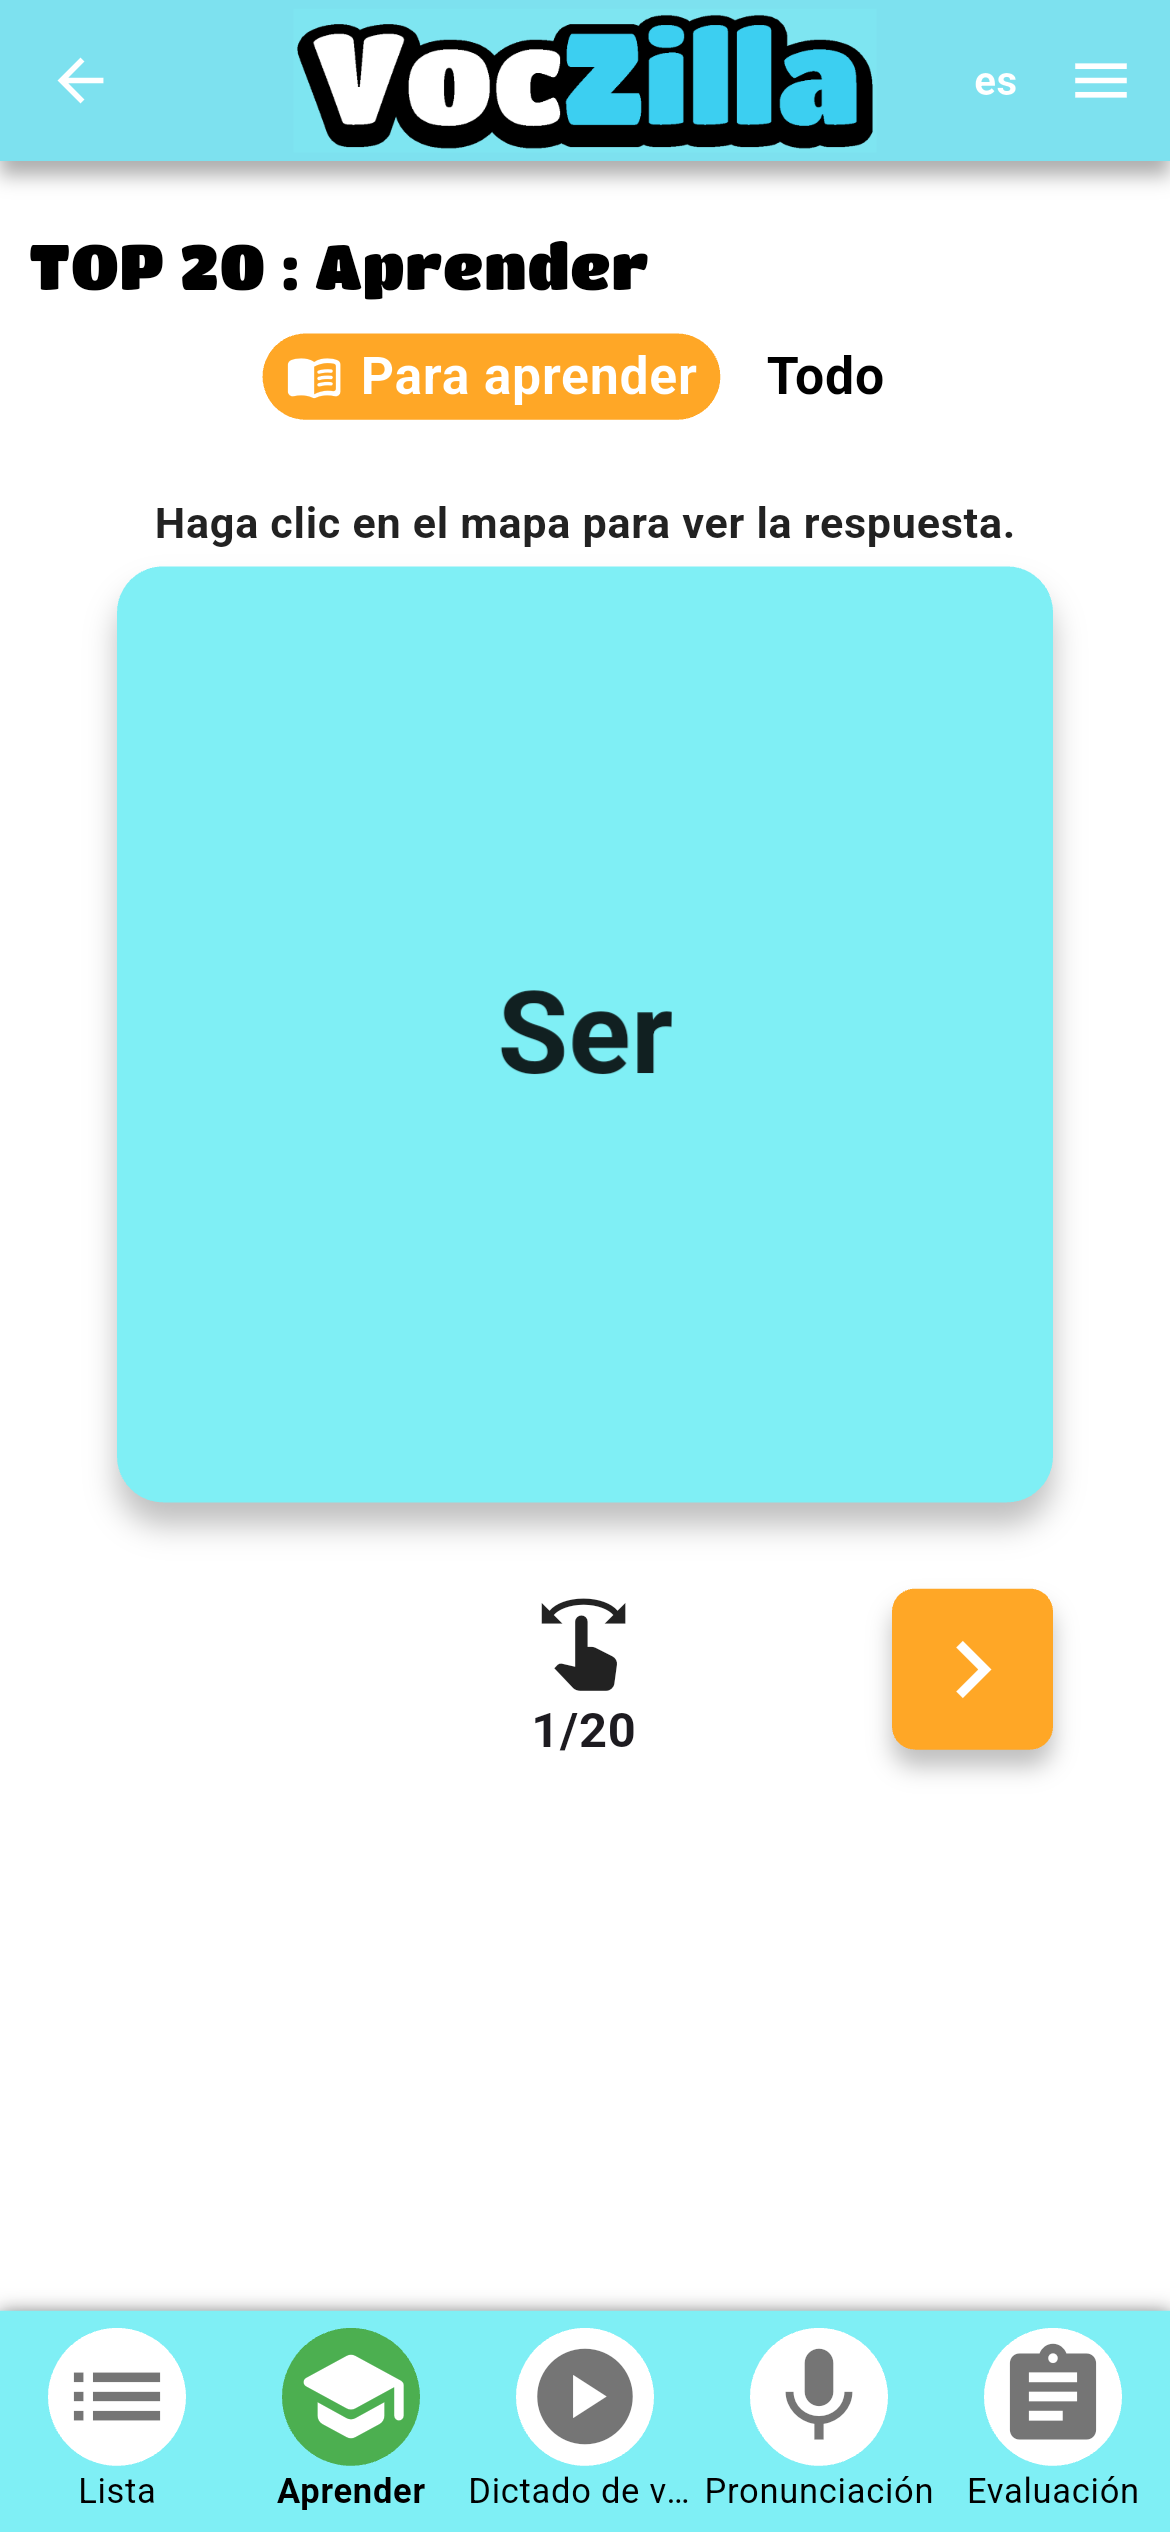 VocZilla
es
TOP 20 : Aprender
Para aprender
Todo
Haga clic en el mapa para ver la respuesta.
Ser
1/20
Lista
Aprender
Dictado de v...
Pronunciación
Evaluación